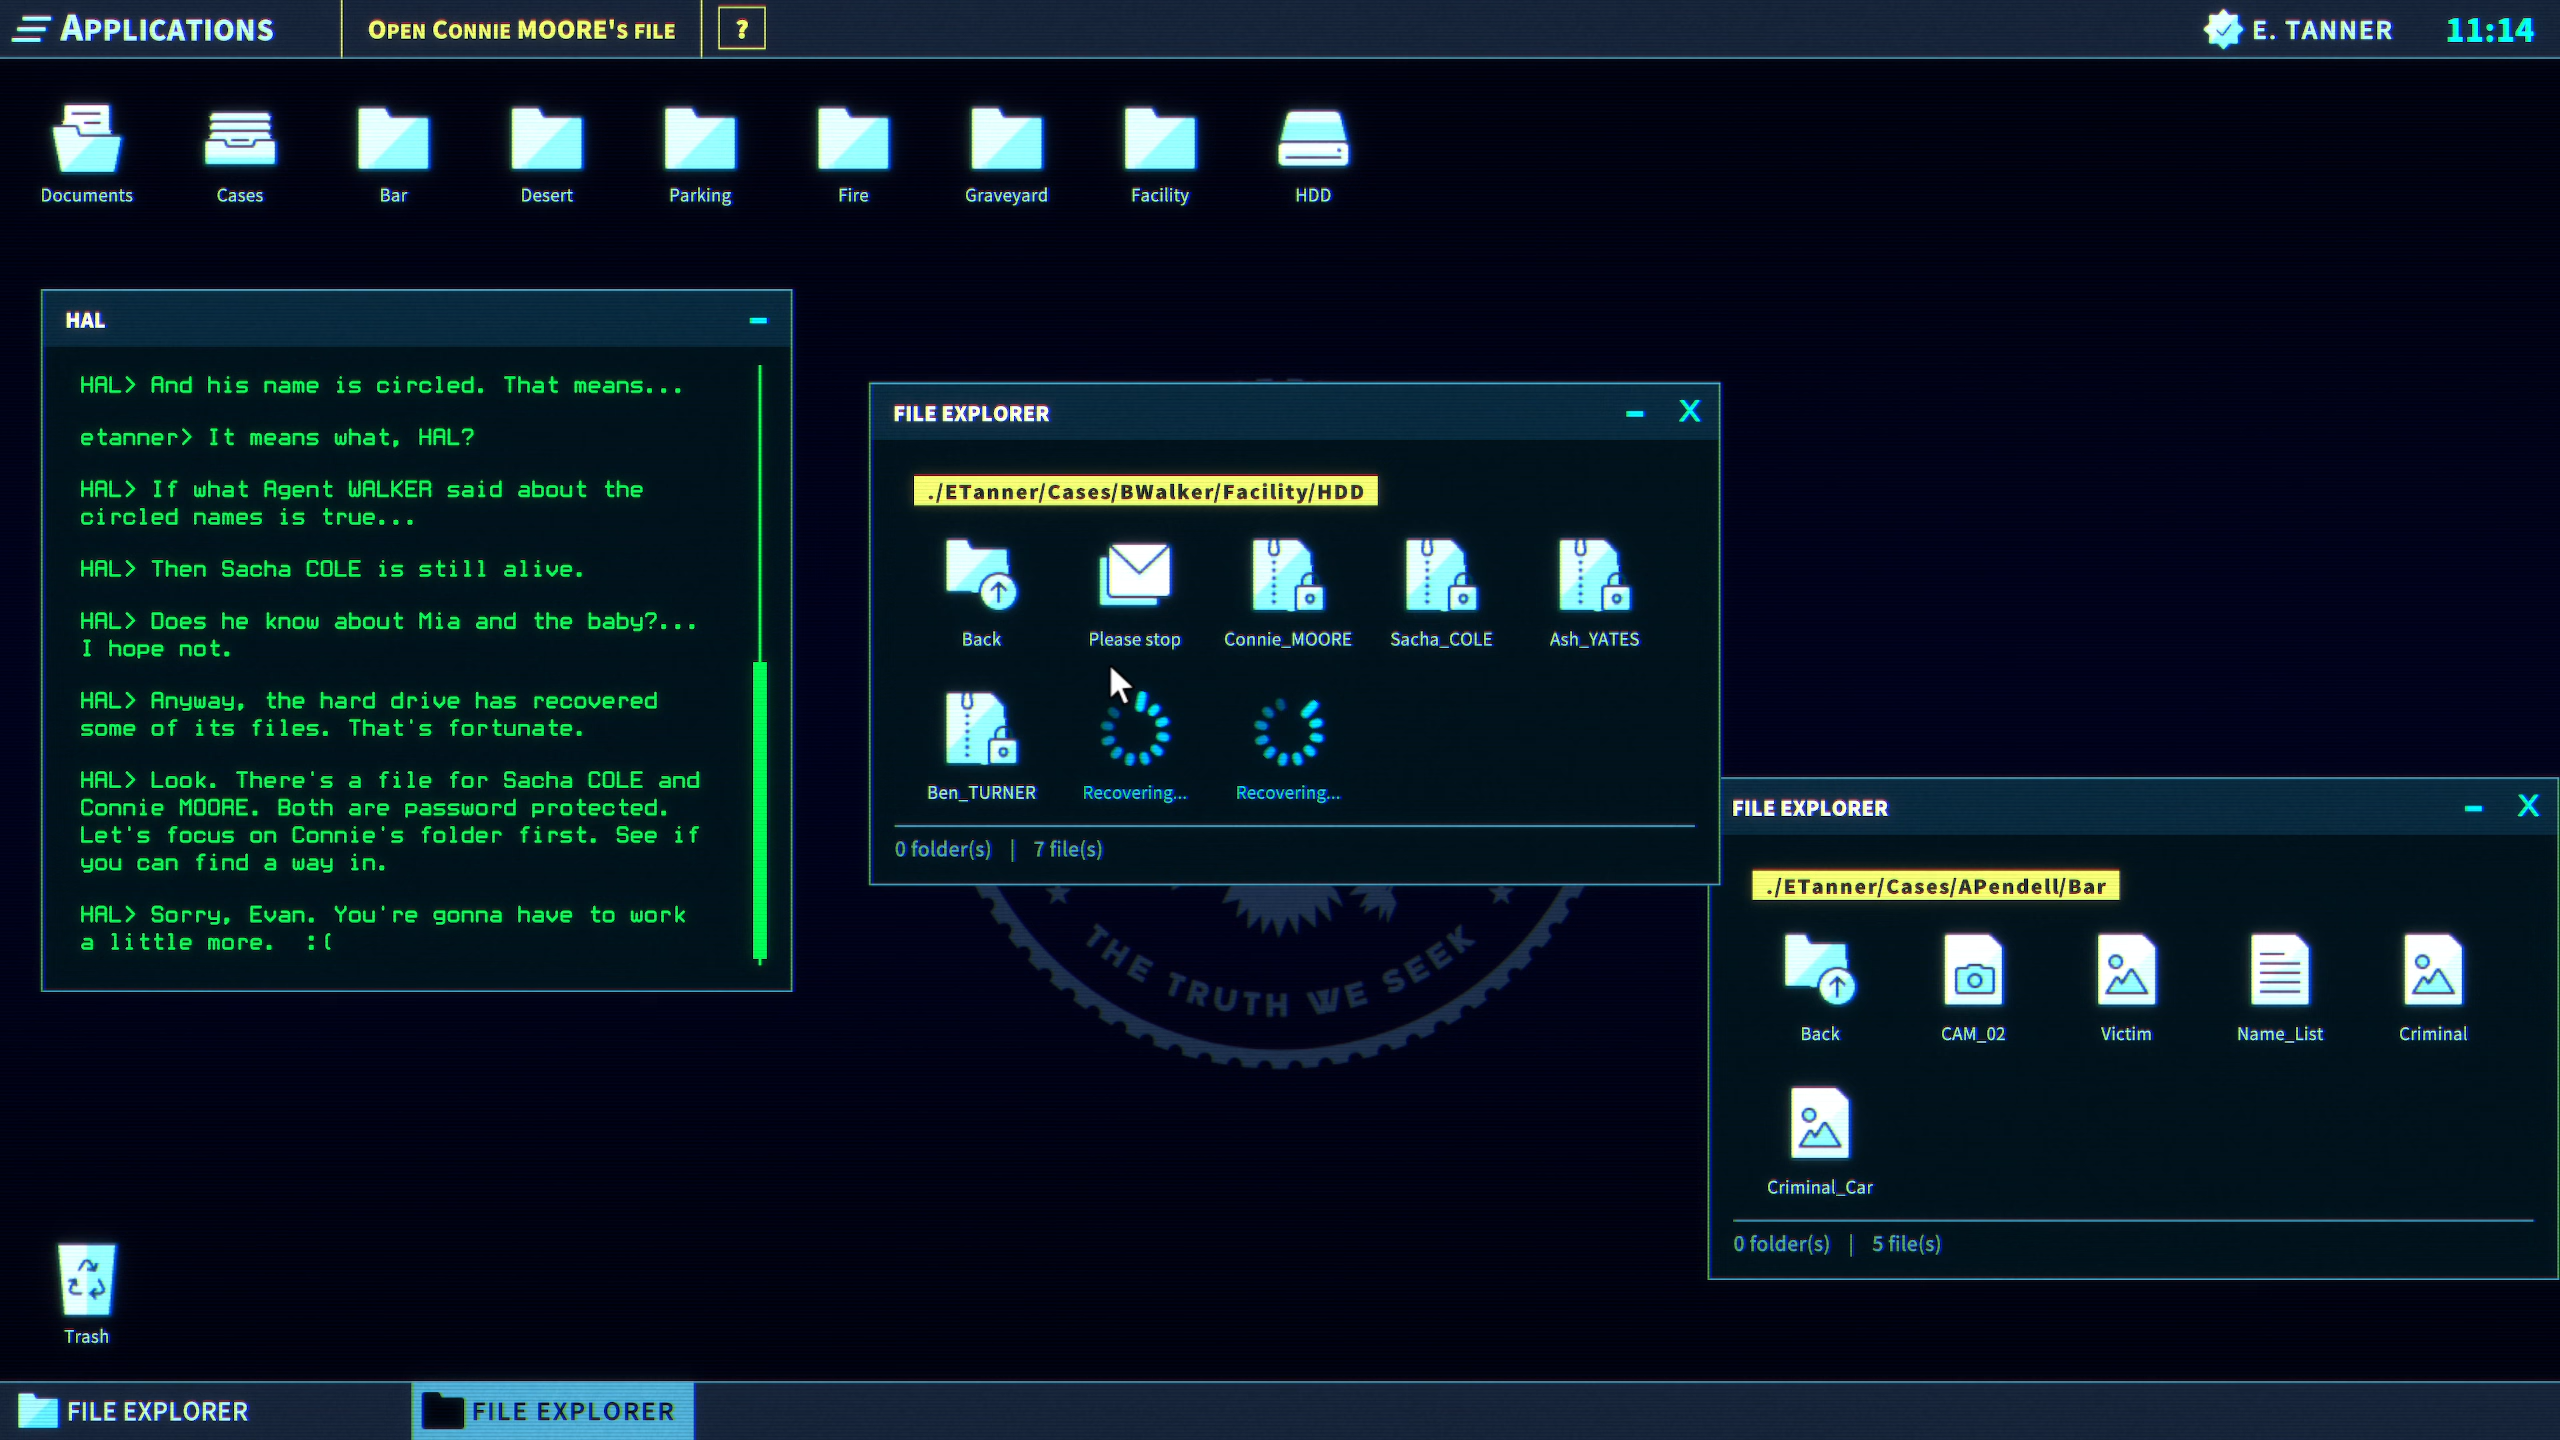 APPLICATIONS
OPEN CONNIE MOORE'S FILE
?
E. TANNER
11:14
Documents
Cases
Bar
Desert
Parking
Fire
Graveyard
Facility
HDD
HAL
HAL> And his name is circled. That means...
etanner> It means what, HAL?
HAL> If what Agent WALKER said about the
circled names is true...
HAL> Then Sacha COLE is still alive.
HAL> Does he know about Mia and the baby?...
I hope not.
HAL> Anyway, the hard drive has recovered
some of its files. That's fortunate.
HAL> Look. There's a file for Sacha COLE and
Connie MOORE. Both are password protected.
Let's focus on Connie's folder first. See if
you can find a way in.
HAL> Sorry, Evan. You're gonna have to work
a little more.  :(
FILE EXPLORER
X
./ETanner/Cases/BWalker/Facility/HDD
Back
Please stop
Connie_MOORE
Sacha_COLE
Ash_YATES
Ben_TURNER
Recovering...
Recovering...
0 folder(s) | 7 file(s)
THE TRUTH WE SEEK
FILE EXPLORER
X
./ETanner/Cases/APendell/Bar
Back
CAM_02
Victim
Name_List
Criminal
Criminal_Car
0 folder(s) | 5 file(s)
Trash
FILE EXPLORER
FILE EXPLORER